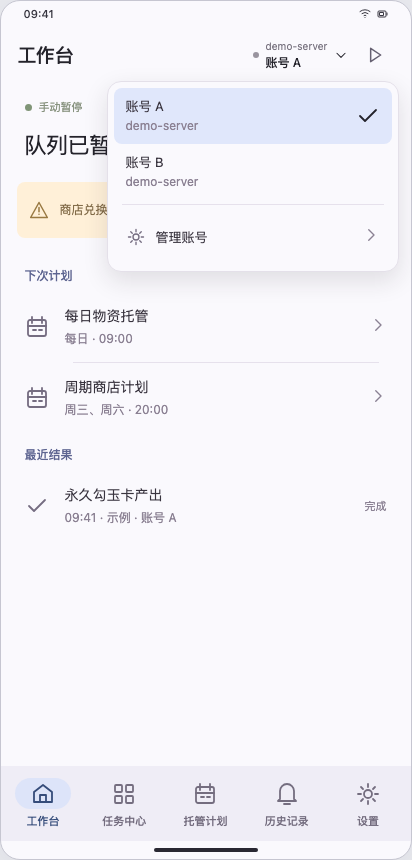 09:41
工作台
demo-server
账号 A
手动暂停
队列已暂
商店兑换
账号 A
demo-server
账号 B
demo-server
管理账号
下次计划
每日物资托管
每日 · 09:00
周期商店计划
周三、周六 · 20:00
最近结果
永久勾玉卡产出
09:41 · 示例 · 账号 A
完成
工作台
任务中心
托管计划
历史记录
设置